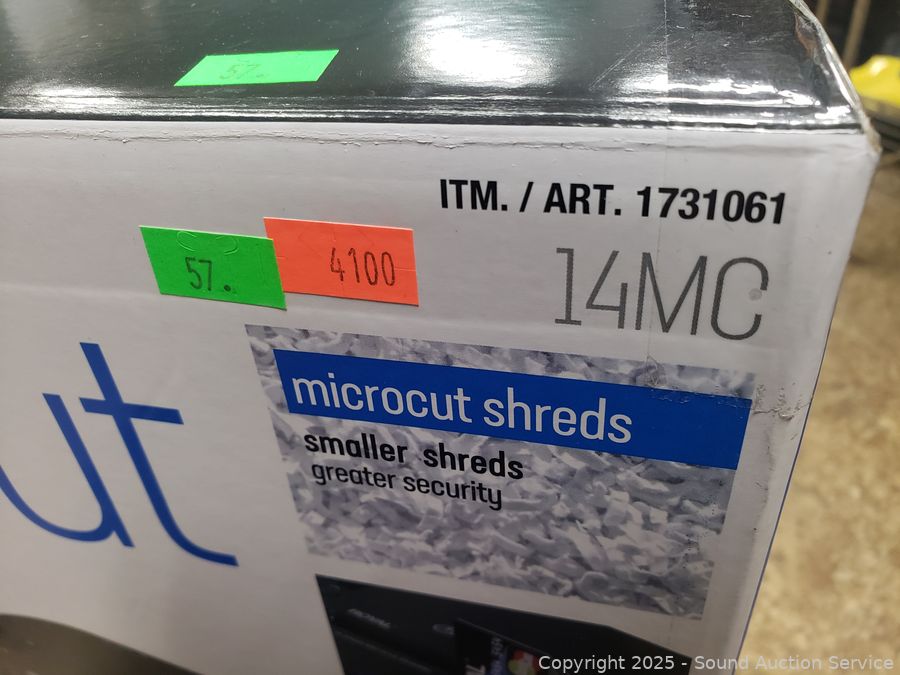 57.
ITM. / ART. 1731061
57.
4100
14MC
microcut shreds
smaller shreds
greater security
ut
Copyright 2025 - Sound Auction Service